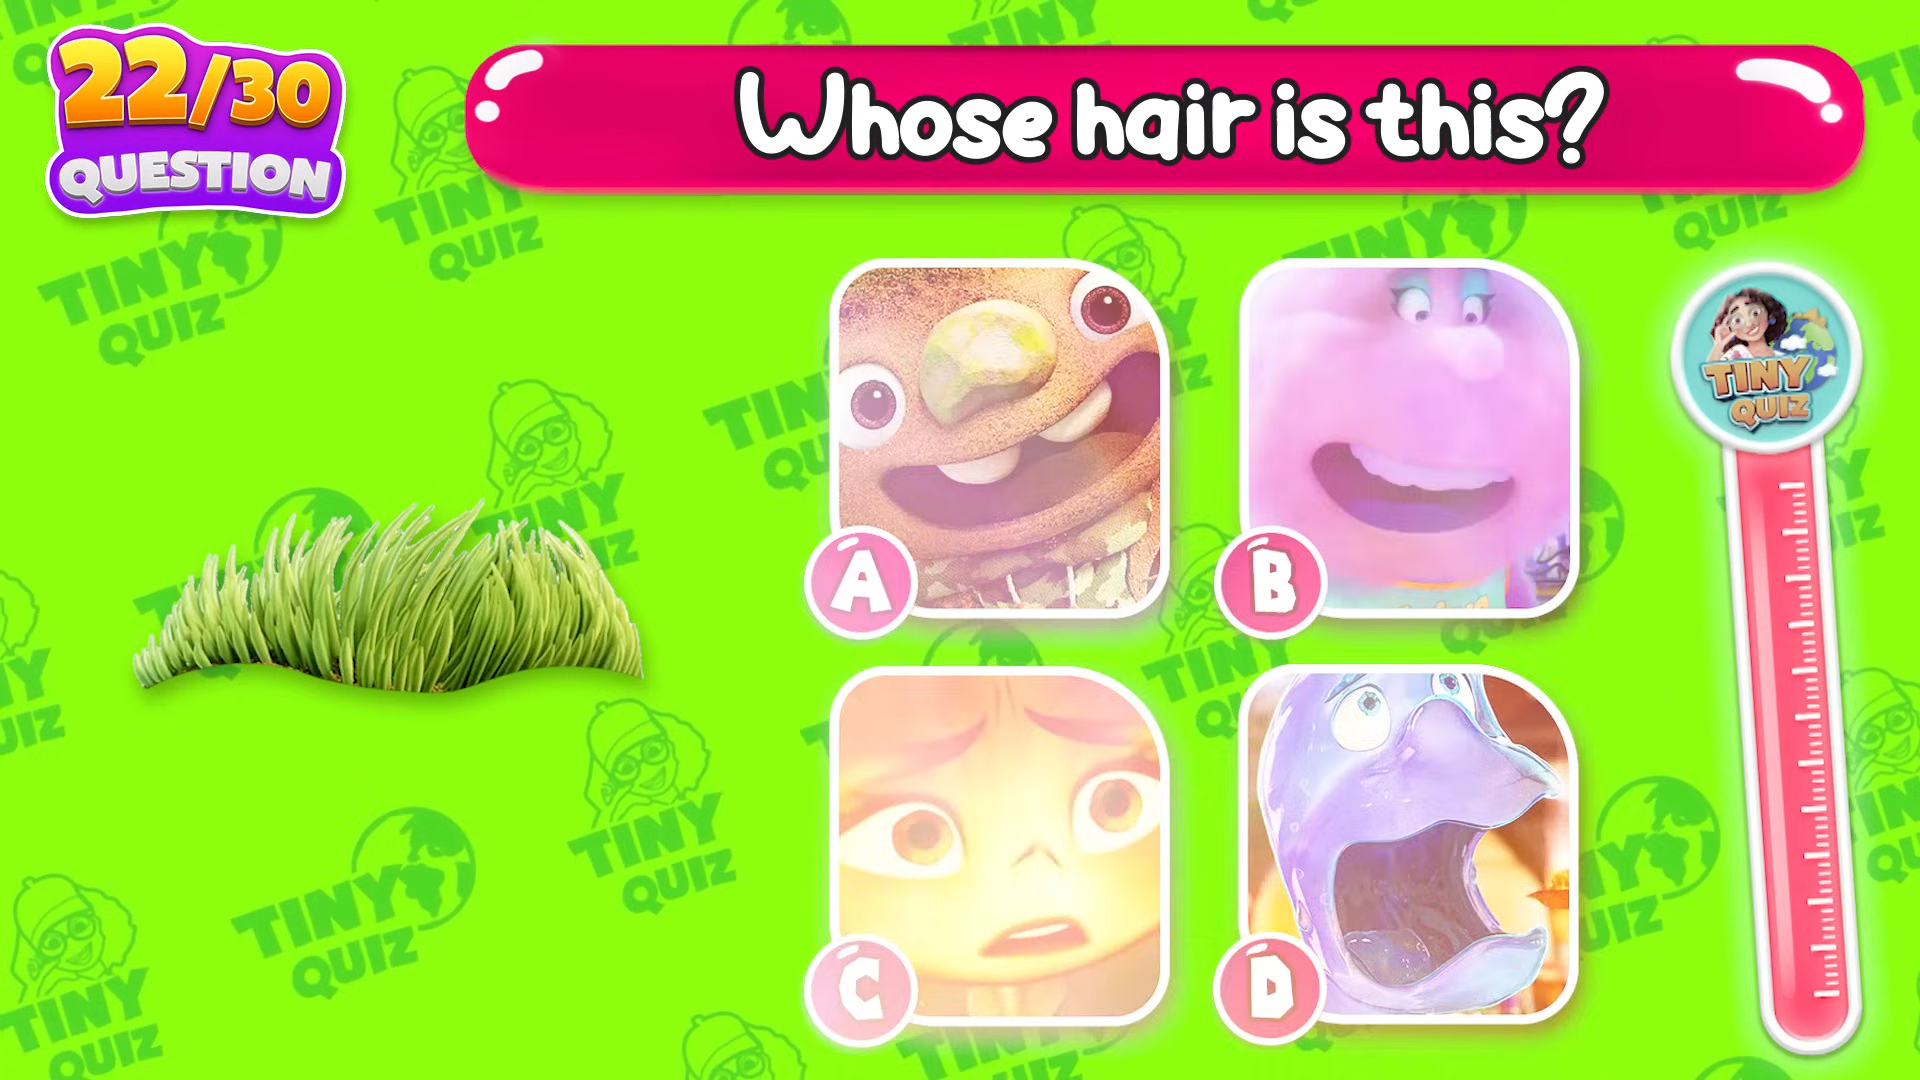 22/30
QUESTION
Whose hair is this?
A
B
C
D
TINY
QUIZ